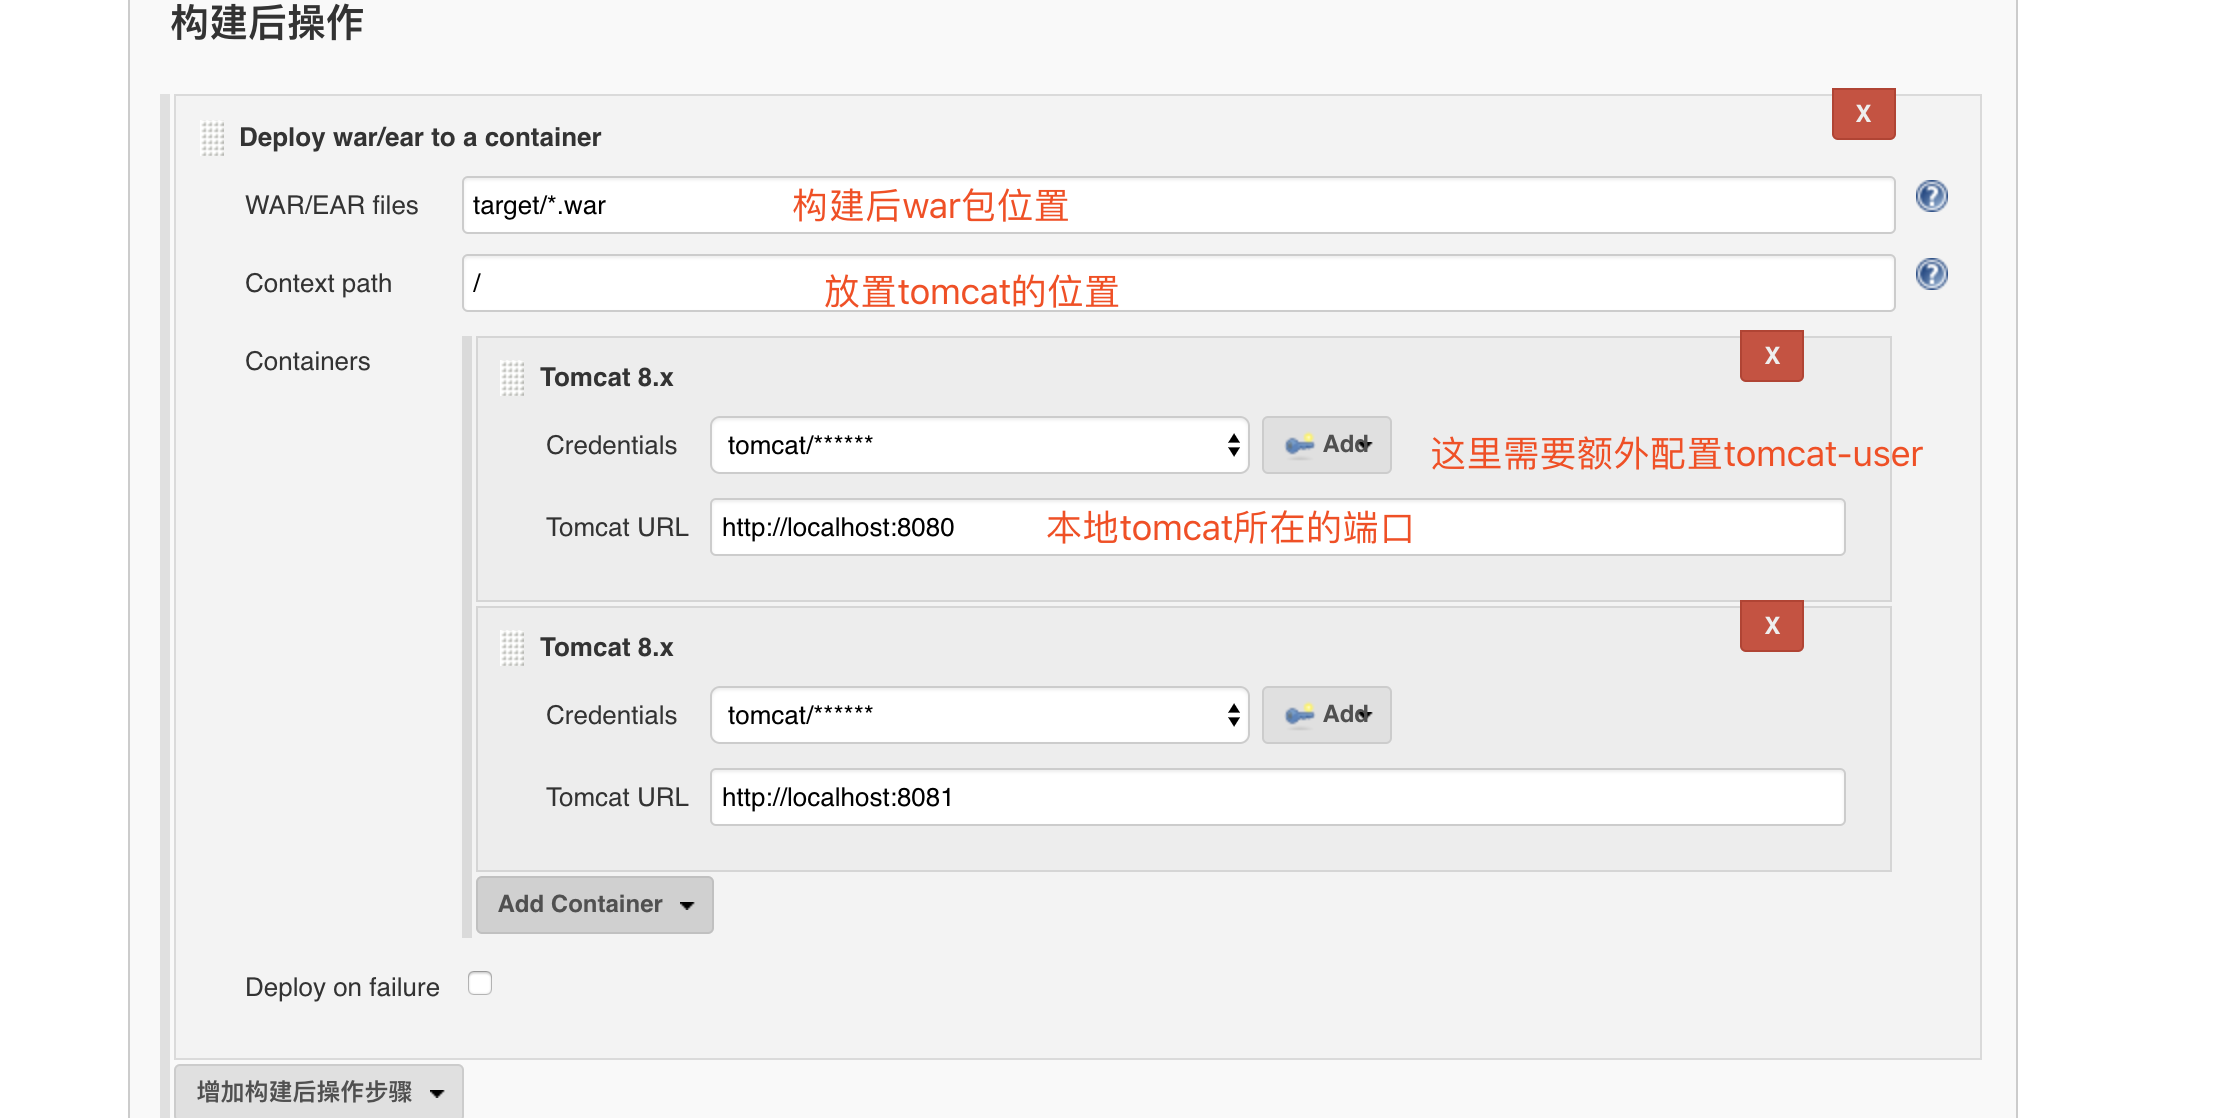 构建后操作
X
Deploy war/ear to a container
WAR/EAR files target/*.war 构建后war包位置
Context path / 放置tomcat的位置
Containers
X
Tomcat 8.x
Credentials tomcat/****** Add 这里需要额外配置tomcat-user
Tomcat URL http://localhost:8080 本地tomcat所在的端口
X
Tomcat 8.x
Credentials tomcat/****** Add
Tomcat URL http://localhost:8081
Add Container
Deploy on failure
增加构建后操作步骤